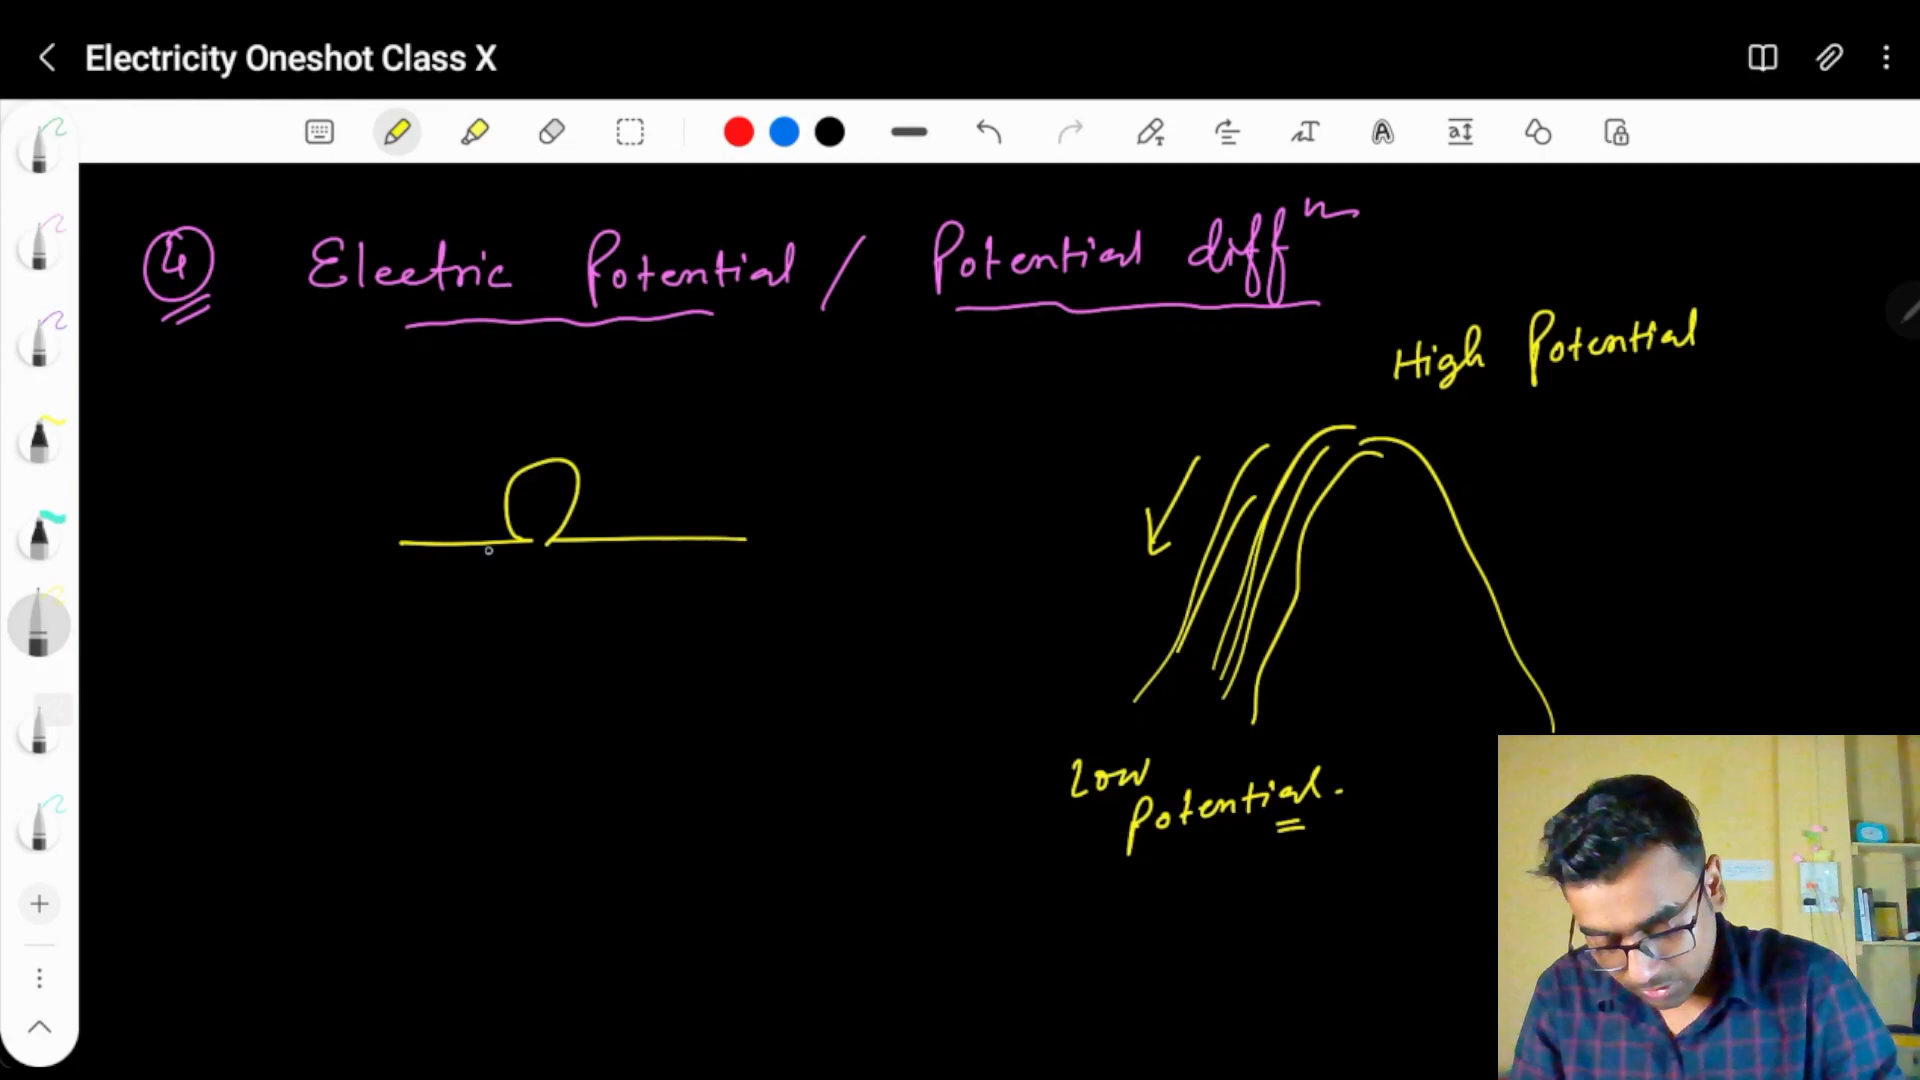 Electricity Oneshot Class X
④ Electric Potential / Potential diffⁿ
High Potential
Low
Potential.